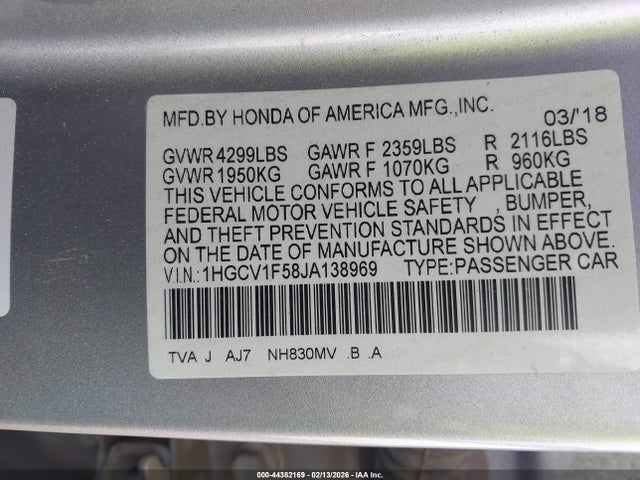 MFD.BY HONDA OF AMERICA MFG.,INC. 03/'18
GVWR 4299LBS GAWR F 2359LBS R 2116LBS
GVWR 1950KG GAWR F 1070KG R 960KG
THIS VEHICLE CONFORMS TO ALL APPLICABLE
FEDERAL MOTOR VEHICLE SAFETY , BUMPER,
AND THEFT PREVENTION STANDARDS IN EFFECT
ON THE DATE OF MANUFACTURE SHOWN ABOVE.
V.I.N.:1HGCV1F58JA138969 TYPE:PASSENGER CAR
TVA J AJ7 NH830MV .B .A
000-44382169 - 02/13/2026 - IAA Inc.